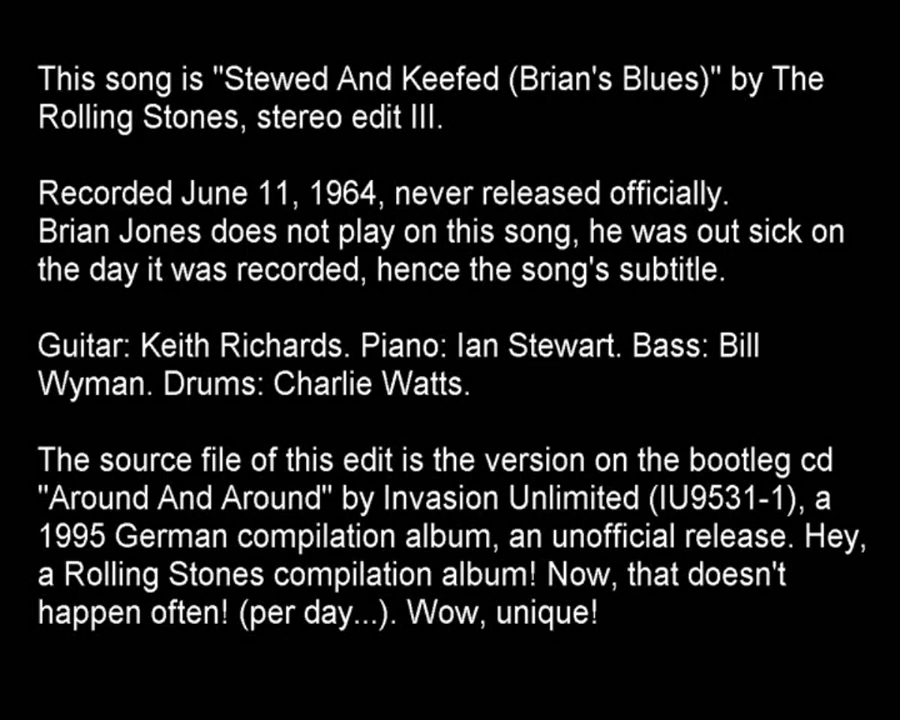 This song is "Stewed And Keefed (Brian's Blues)" by The
Rolling Stones, stereo edit III.
Recorded June 11, 1964, never released officially.
Brian Jones does not play on this song, he was out sick on
the day it was recorded, hence the song's subtitle.
Guitar: Keith Richards. Piano: Ian Stewart. Bass: Bill
Wyman. Drums: Charlie Watts.
The source file of this edit is the version on the bootleg cd
"Around And Around" by Invasion Unlimited (IU9531-1), a
1995 German compilation album, an unofficial release. Hey,
a Rolling Stones compilation album! Now, that doesn't
happen often! (per day...). Wow, unique!